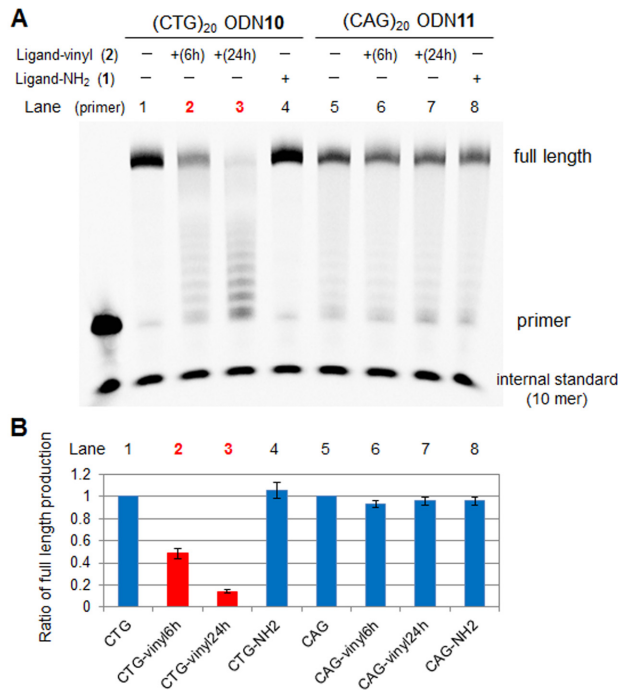 A
(CTG)20 ODN10 (CAG)20 ODN11
Ligand-vinyl (2) – +(6h) +(24h) – – +(6h) +(24h) –
Ligand-NH2 (1) – – – + – – – +
Lane (primer) 1 2 3 4 5 6 7 8
full length
primer
internal standard
(10 mer)
B
Lane 1 2 3 4 5 6 7 8
Ratio of full length production
1.2
1
0.8
0.6
0.4
0.2
0
CTG
CTG-vinyl6h
CTG-vinyl24h
CTG-NH2
CAG
CAG-vinyl6h
CAG-vinyl24h
CAG-NH2